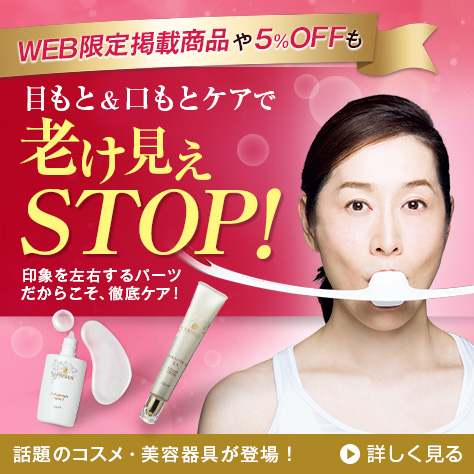 WEB限定掲載商品や5%OFFも
目もと&口もとケアで
老け見え
STOP!
印象を左右するパーツ
だからこそ、徹底ケア!
話題のコスメ・美容器具が登場!
詳しく見る